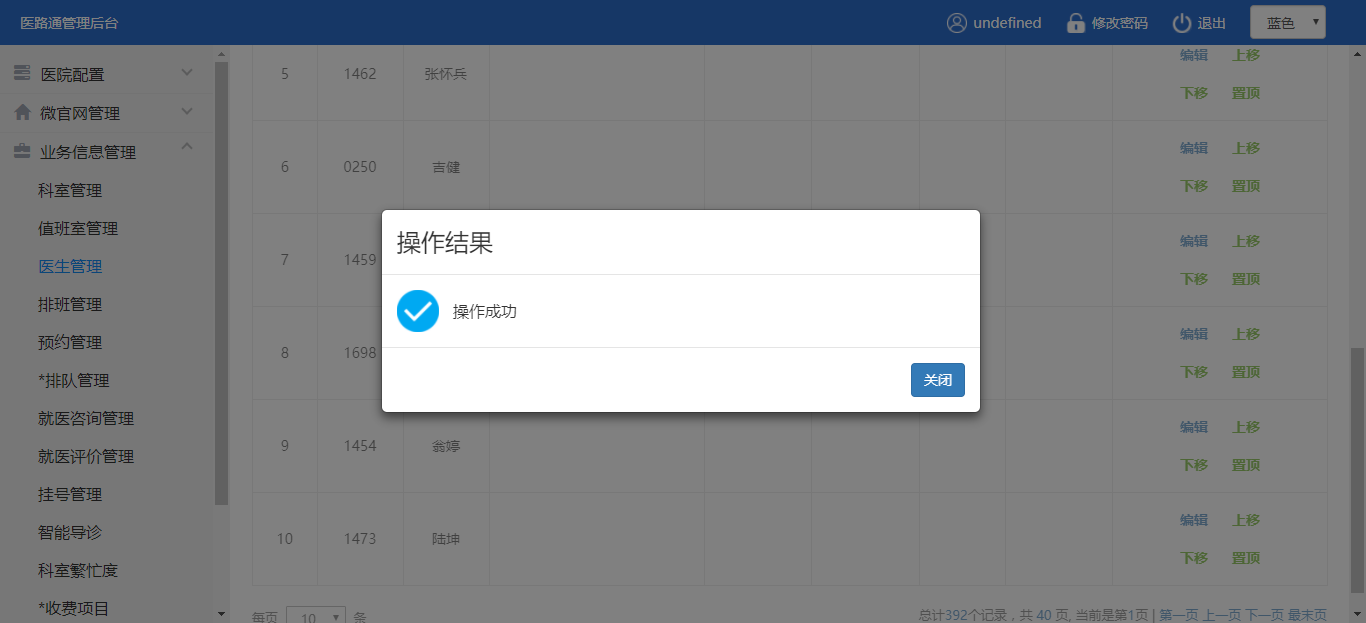 医路通管理后台 undefined 修改密码 退出 蓝色
医院配置
微官网管理
业务信息管理
科室管理
值班室管理
医生管理
排班管理
预约管理
*排队管理
就医咨询管理
就医评价管理
挂号管理
智能导诊
科室繁忙度
*收费项目
5 1462 张怀兵 编辑 上移
下移 置顶
6 0250 吉健 编辑 上移
下移 置顶
7 1459 编辑 上移
下移 置顶
8 1698 编辑 上移
下移 置顶
9 1454 翁婷 编辑 上移
下移 置顶
10 1473 陆坤 编辑 上移
下移 置顶
每页 10 条 总计392个记录，共 40 页, 当前是第1页 | 第一页 上一页 下一页 最末页
操作结果
操作成功
关闭